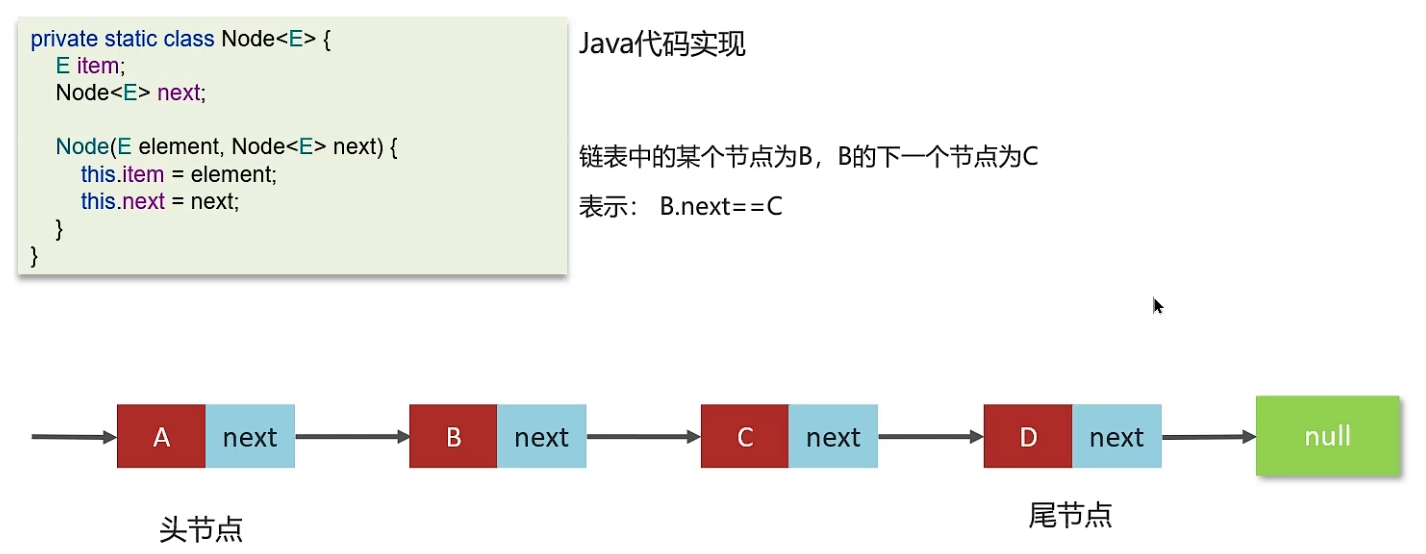 private static class Node<E> {
E item;
Node<E> next;
Node(E element, Node<E> next) {
this.item = element;
this.next = next;
}
}
Java代码实现
链表中的某个节点为B，B的下一个节点为C
表示： B.next==C
A next B next C next D next null
头节点 尾节点